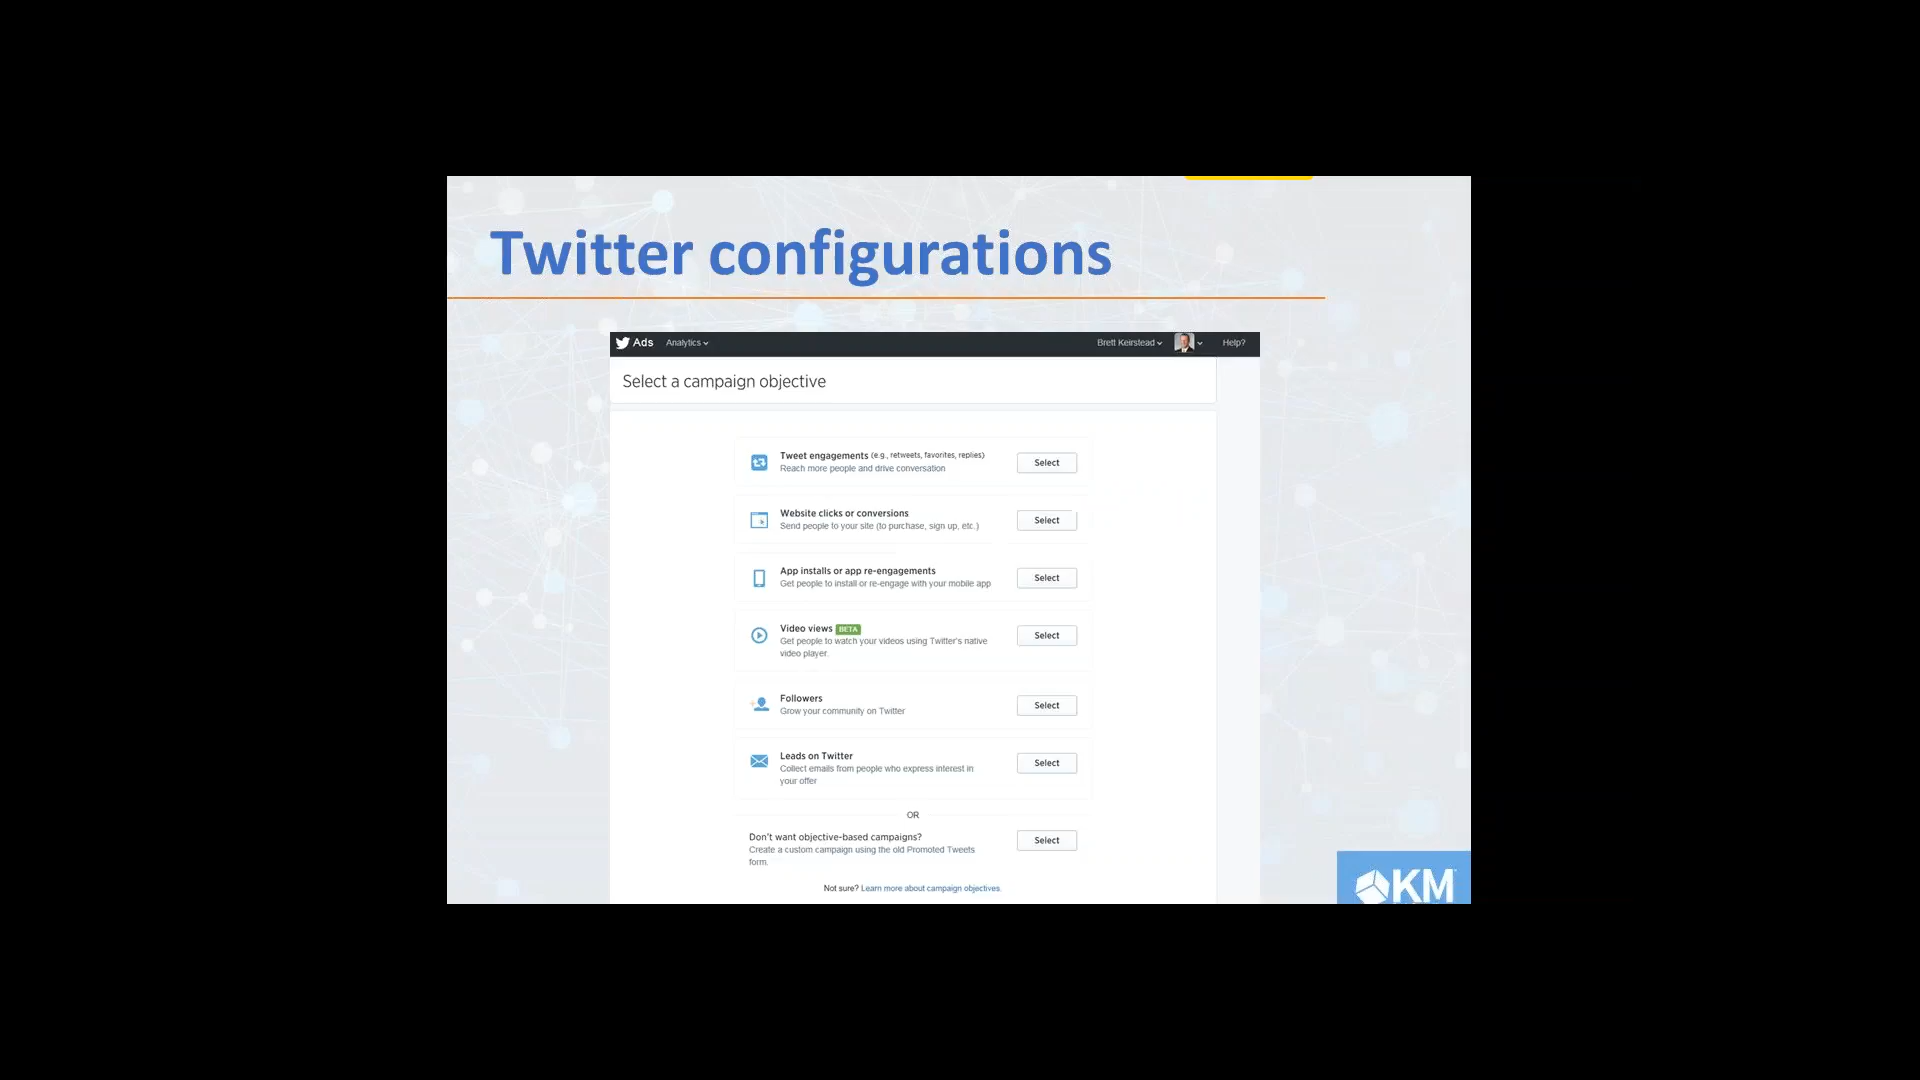 Twitter configurations
Ads Analytics Brett Keirstead Help?
Select a campaign objective
Tweet engagements (e.g., retweets, favorites, replies)
Reach more people and drive conversation
Select
Website clicks or conversions
Send people to your site (to purchase, sign up, etc.)
Select
App installs or app re-engagements
Get people to install or re-engage with your mobile app
Select
Video views BETA
Get people to watch your videos using Twitter's native
video player.
Select
Followers
Grow your community on Twitter
Select
Leads on Twitter
Collect emails from people who express interest in
your offer
Select
OR
Don't want objective-based campaigns?
Create a custom campaign using the old Promoted Tweets
form.
Select
Not sure? Learn more about campaign objectives.
KM